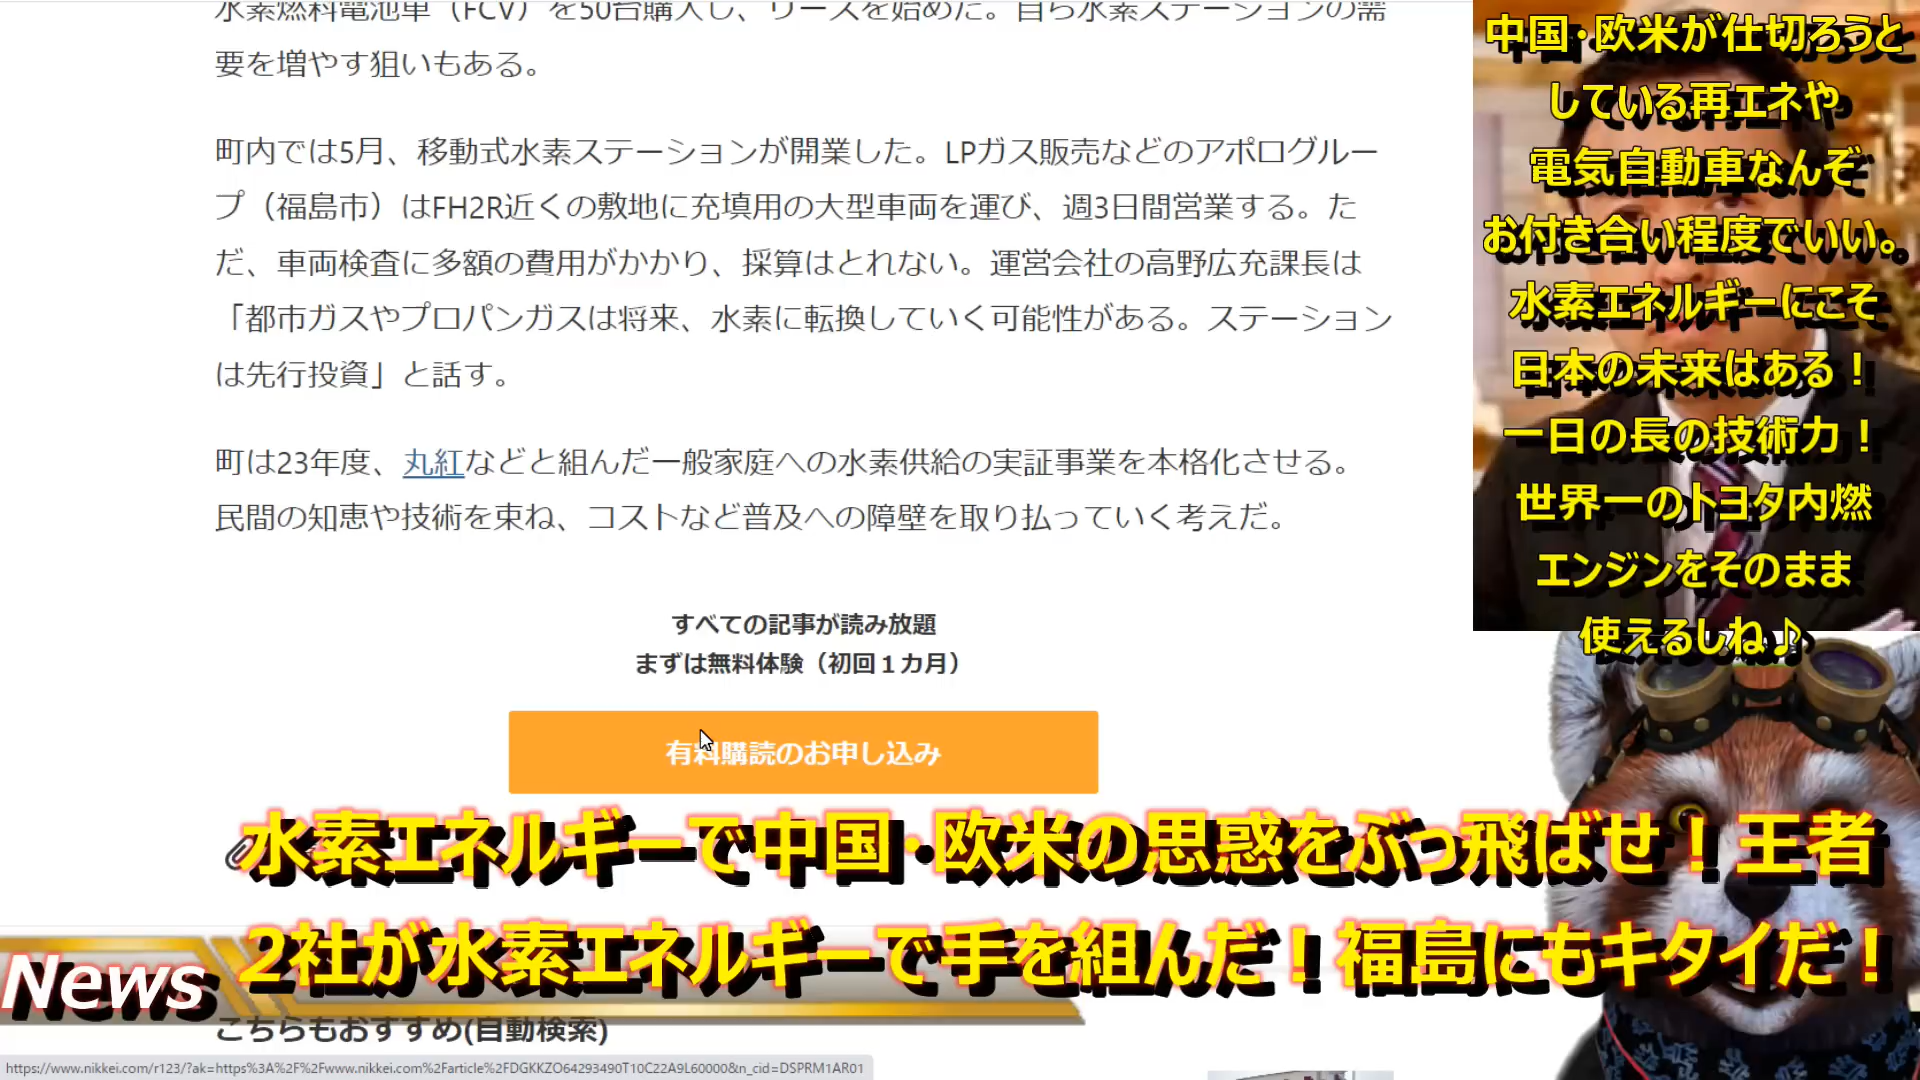 水素燃料電池車（FCV）を50台購入し、リースを始めた。自ら水素ステーションの需
要を増やす狙いもある。
町内では5月、移動式水素ステーションが開業した。LPガス販売などのアポログルー
プ（福島市）はFH2R近くの敷地に充填用の大型車両を運び、週3日間営業する。た
だ、車両検査に多額の費用がかかり、採算はとれない。運営会社の高野広充課長は
「都市ガスやプロパンガスは将来、水素に転換していく可能性がある。ステーション
は先行投資」と話す。
町は23年度、丸紅などと組んだ一般家庭への水素供給の実証事業を本格化させる。
民間の知恵や技術を束ね、コストなど普及への障壁を取り払っていく考えだ。
すべての記事が読み放題
まずは無料体験（初回１カ月）
有料購読のお申し込み
中国・欧米が仕切ろうと
している再エネや
電気自動車なんぞ
お付き合い程度でいい。
水素エネルギーにこそ
日本の未来はある！
一日の長の技術力！
世界一のトヨタ内燃
エンジンをそのまま
使えるしね♪
水素エネルギーで中国・欧米の思惑をぶっ飛ばせ！王者
2社が水素エネルギーで手を組んだ！福島にもキタイだ！
News
こちらもおすすめ(自動検索)
https://www.nikkei.com/r123/?ak=https%3A%2F%2Fwww.nikkei.com%2Farticle%2FDGKKZO64293490T10C22A9L60000&n_cid=DSPRM1AR01